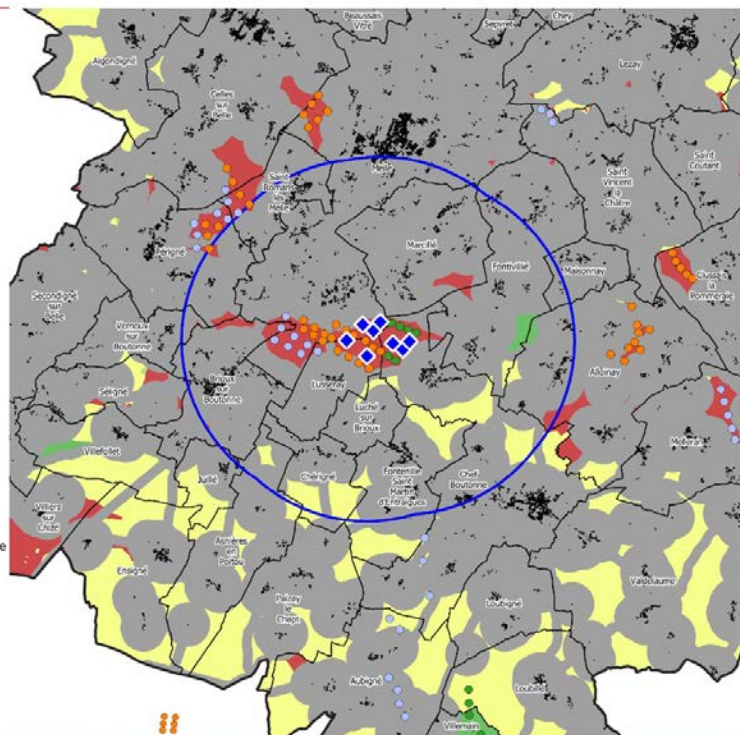 Beaussais
Vitré
Sepvret
Chey
Aigondigné
Lezay
Celles
sur
Belle
Melle
Saint
Romans
lès
Melle
Saint
Vincent
la
Châtre
Saint
Coutant
Périgné
Marcillé
Fontivillié
Maisonnay
Clussais
la
Pommeraie
Secondigné
sur
Belle
Vernoux
sur
Boutonne
Séligné
Brioux
sur
Boutonne
Lusseray
Luché
sur
Brioux
Alloinay
Melleran
Villefollet
Juillé
Chérigné
Fontenille
Saint
Martin
d'Entraigues
Chef
Boutonne
Villiers
sur
Chizé
Ensigné
Asnières
en
Poitou
Paizay
le
Chapt
Loubigné
Valdelaume
Aubigné
Loubillé
Villemain
e